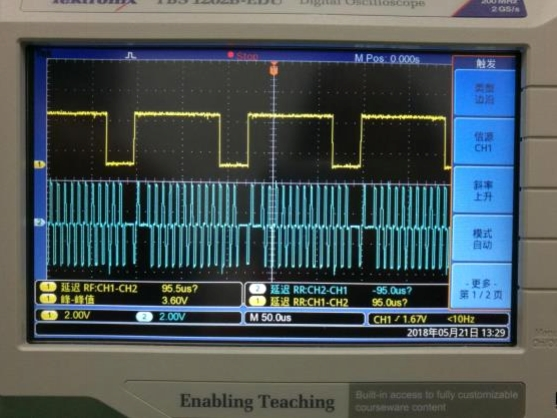 Tektronix TBS 1202B-EDU Digital Oscilloscope 200 MHz
2 GS/s
Stop M Pos: 0.000s 触发
类型
边沿
信源
CH1
斜率
上升
模式
自动
- 更多 -
第 1 / 2 页
1 延迟 RF:CH1-CH2 95.5us? 2 延迟 RR:CH2-CH1 -95.0us?
1 峰-峰值 3.60V 1 延迟 RR:CH1-CH2 95.0us?
1 2.00V 2 2.00V M 50.0us CH1 / 1.67V <10Hz
2018年05月21日 13:29
Enabling Teaching
Built-in access to fully customizable
courseware content